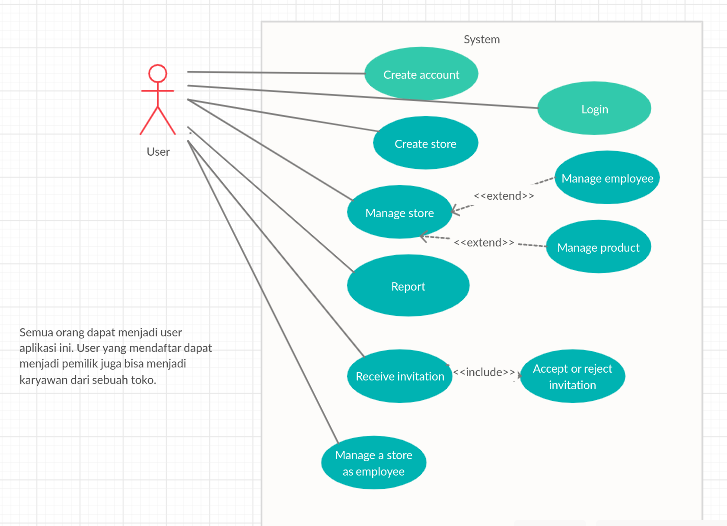 System
Create account
Login
Create store
User
Manage employee
<<extend>>
Manage store
<<extend>>
Manage product
Report
Semua orang dapat menjadi user
aplikasi ini. User yang mendaftar dapat
menjadi pemilik juga bisa menjadi
karyawan dari sebuah toko.
Receive invitation
<<include>>
Accept or reject
invitation
Manage a store
as employee